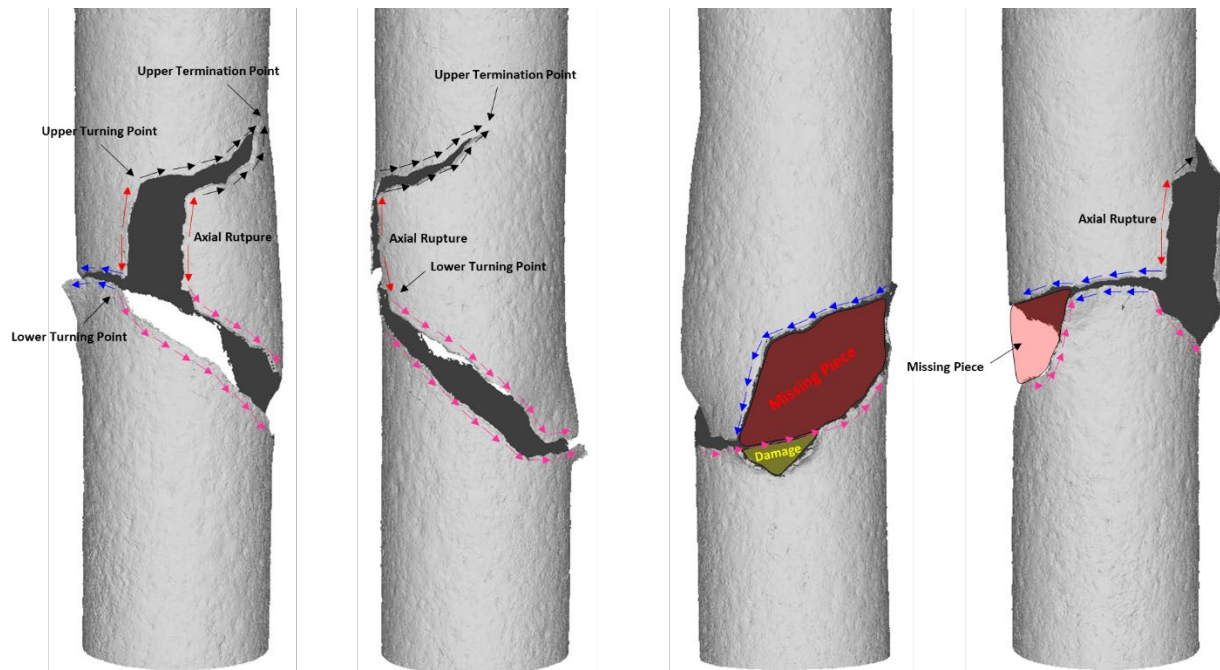 Upper Termination Point
Upper Turning Point
Axial Rutpure
Lower Turning Point
Upper Termination Point
Axial Rupture
Lower Turning Point
Missing Piece
Damage
Axial Rupture
Missing Piece